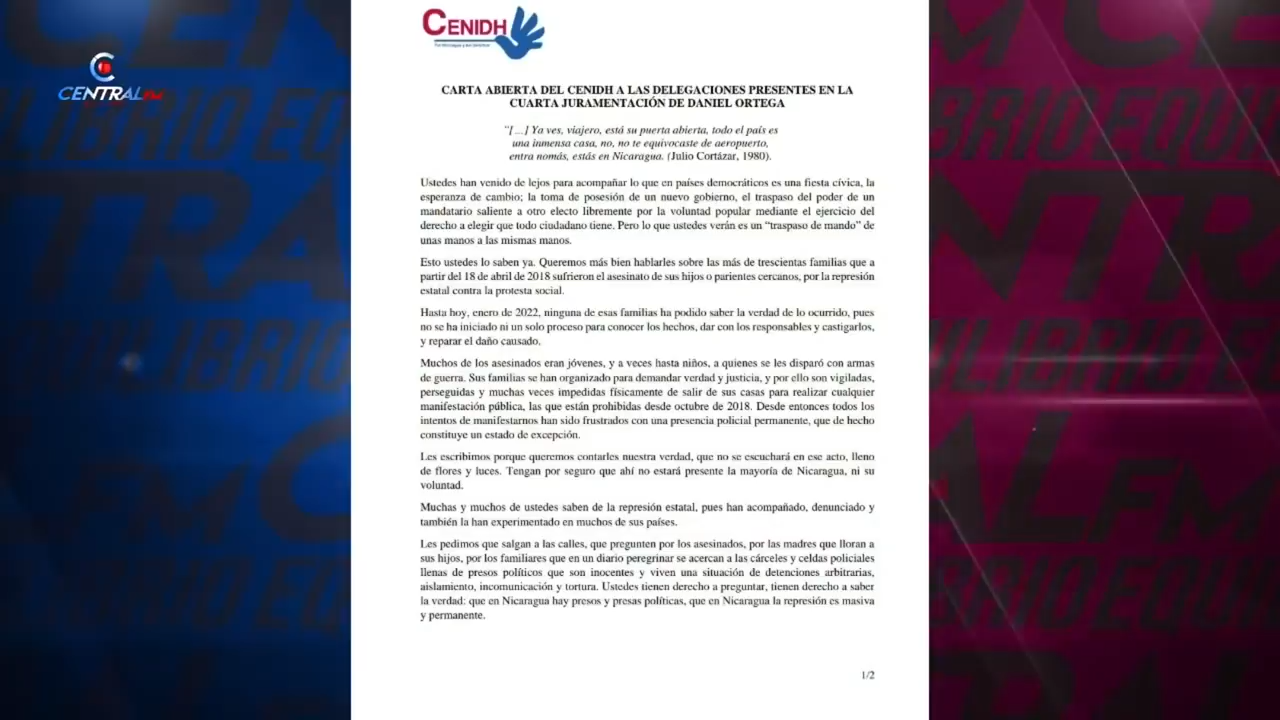 CENIDH
CENTRAL FM
CARTA ABIERTA DEL CENIDH A LAS DELEGACIONES PRESENTES EN LA
CUARTA JURAMENTACIÓN DE DANIEL ORTEGA
"[…] Ya ves, viajero, está su puerta abierta, todo el país es
una inmensa casa, no, no te equivocaste de aeropuerto,
entra nomás, estás en Nicaragua. (Julio Cortázar, 1980).
Ustedes han venido de lejos para acompañar lo que en países democráticos es una fiesta cívica, la
esperanza de cambio; la toma de posesión de un nuevo gobierno, el traspaso del poder de un
mandatario saliente a otro electo libremente por la voluntad popular mediante el ejercicio del
derecho a elegir que todo ciudadano tiene. Pero lo que ustedes verán es un “traspaso de mando” de
unas manos a las mismas manos.
Esto ustedes lo saben ya. Queremos más bien hablarles sobre las más de trescientas familias que a
partir del 18 de abril de 2018 sufrieron el asesinato de sus hijos o parientes cercanos, por la represión
estatal contra la protesta social.
Hasta hoy, enero de 2022, ninguna de esas familias ha podido saber la verdad de lo ocurrido, pues
no se ha iniciado ni un solo proceso para conocer los hechos, dar con los responsables y castigarlos,
y reparar el daño causado.
Muchos de los asesinados eran jóvenes, y a veces hasta niños, a quienes se les disparó con armas
de guerra. Sus familias se han organizado para demandar verdad y justicia, y por ello son vigiladas,
perseguidas y muchas veces impedidas físicamente de salir de sus casas para realizar cualquier
manifestación pública, las que están prohibidas desde octubre de 2018. Desde entonces todos los
intentos de manifestarnos han sido frustrados con una presencia policial permanente, que de hecho
constituye un estado de excepción.
Les escribimos porque queremos contarles nuestra verdad, que no se escuchará en ese acto, lleno
de flores y luces. Tengan por seguro que ahí no estará presente la mayoría de Nicaragua, ni su
voluntad.
Muchas y muchos de ustedes saben de la represión estatal, pues han acompañado, denunciado y
también la han experimentado en muchos de sus países.
Les pedimos que salgan a las calles, que pregunten por los asesinados, por las madres que lloran a
sus hijos, por los familiares que en un diario peregrinar se acercan a las cárceles y celdas policiales
llenas de presos políticos que son inocentes y viven una situación de detenciones arbitrarias,
aislamiento, incomunicación y tortura. Ustedes tienen derecho a preguntar, tienen derecho a saber
la verdad: que en Nicaragua hay presos y presas políticas, que en Nicaragua la represión es masiva
y permanente.
1/2